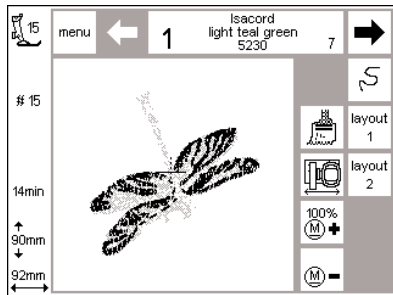 15
menu
1
Isacord
light teal green
5230
7
# 15
layout
1
layout
2
14min
90mm
92mm
100%
M +
M -